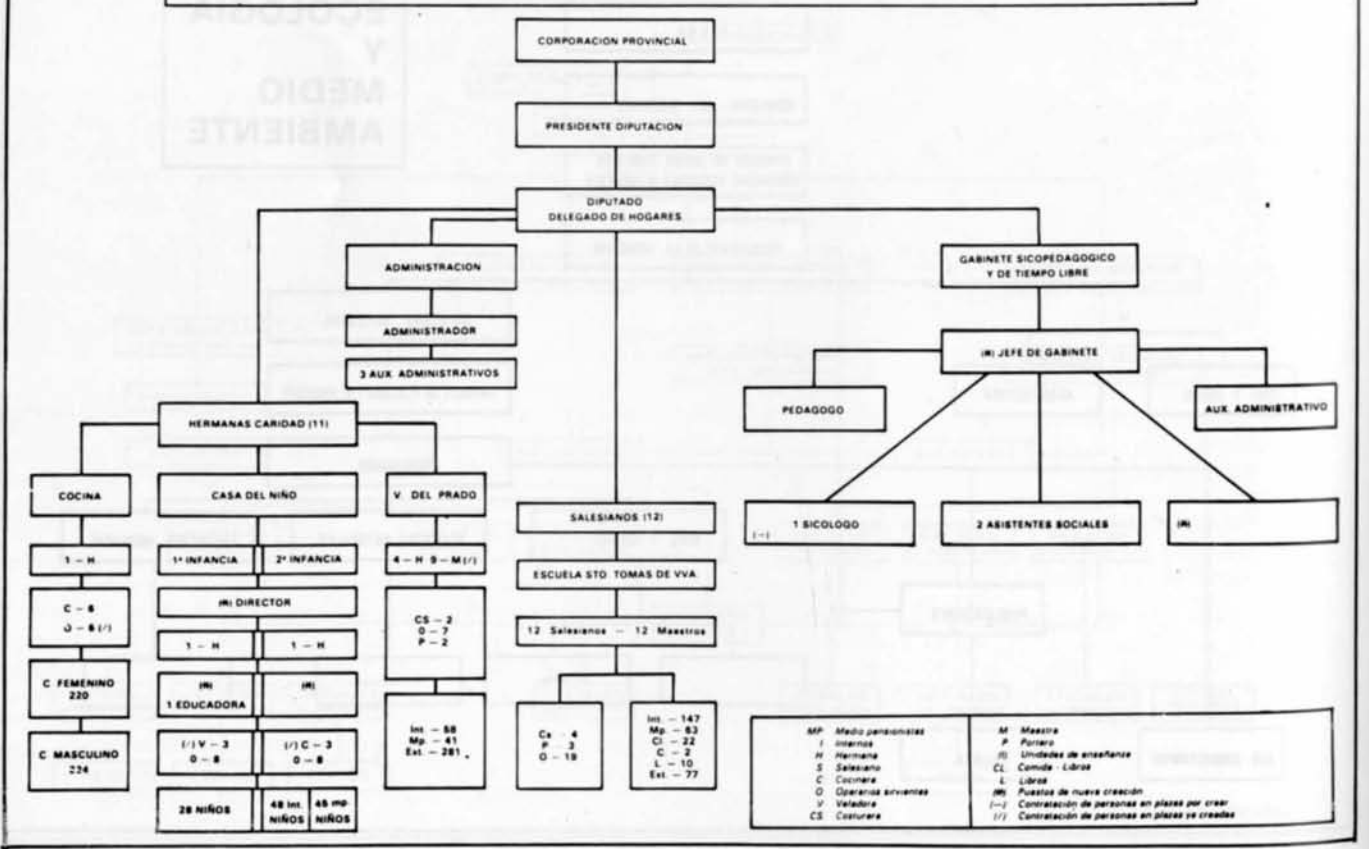 CORPORACION PROVINCIAL
PRESIDENTE DIPUTACION
DIPUTADO
DELEGADO DE HOGARES
ADMINISTRACION
ADMINISTRADOR
3 AUX. ADMINISTRATIVOS
GABINETE SICOPEDAGOGICO
Y DE TIEMPO LIBRE
(R) JEFE DE GABINETE
PEDAGOGO
AUX. ADMINISTRATIVO
1 SICOLOGO
(—)
2 ASISTENTES SOCIALES
(R)
HERMANAS CARIDAD (11)
COCINA
1 — H
C — 6
O — 6 (/)
C FEMENINO
220
C MASCULINO
224
CASA DEL NIÑO
1ª INFANCIA
2ª INFANCIA
(R) DIRECTOR
1 — H
1 — H
(R)
1 EDUCADORA
(R)
(/) V — 3
0 — 8
(/) C — 3
0 — 8
28 NIÑOS
48 Int.
NIÑOS
45 mp.
NIÑOS
V. DEL PRADO
4 — H 9 — M (/)
CS — 2
O — 7
P — 2
Int. — 68
Mp. — 41
Ext. — 281
SALESIANOS (12)
ESCUELA STO. TOMAS DE VVA.
12 Salesianos — 12 Maestros
Cs — 4
P — 3
O — 19
Int. — 147
Mp. — 63
Cl — 22
C — 2
L — 10
Ext. — 77
MP Medio pensionistas
I Internos
H Hermana
S Salesiano
C Cocinera
O Operarios sirvientes
V Veladora
CS Costurera
M Maestra
P Portero
Unidades de enseñanza
CL Comida - Libros
L Libros
(R) Puestos de nueva creación
(—) Contratación de personas en plazas por crear
(/) Contratación de personas en plazas ya creadas